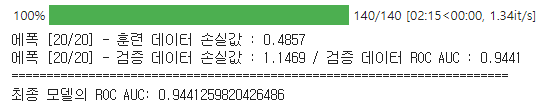 100% 140/140 [02:15<00:00, 1.34it/s]
에폭 [20/20] - 훈련 데이터 손실값 : 0.4857
에폭 [20/20] - 검증 데이터 손실값 : 1.1469 / 검증 데이터 ROC AUC : 0.9441
======================================================================
최종 모델의 ROC AUC: 0.9441259820426486